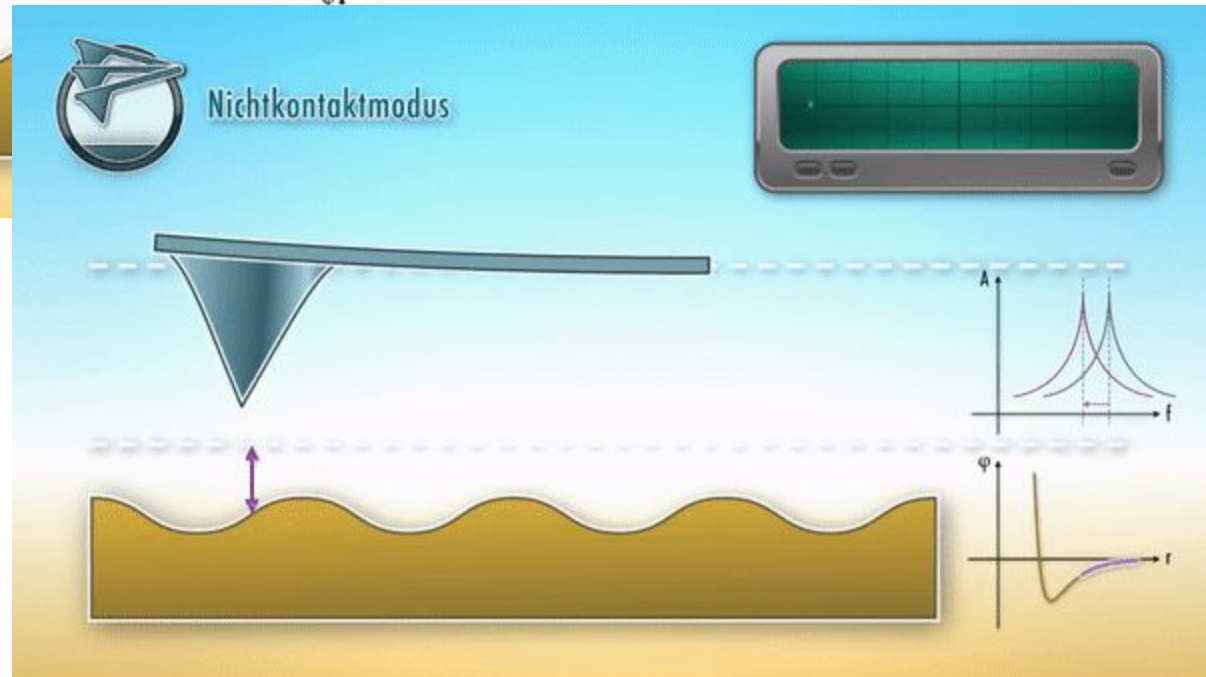 φ.
Nichtkontaktmodus
A
f
φ
r